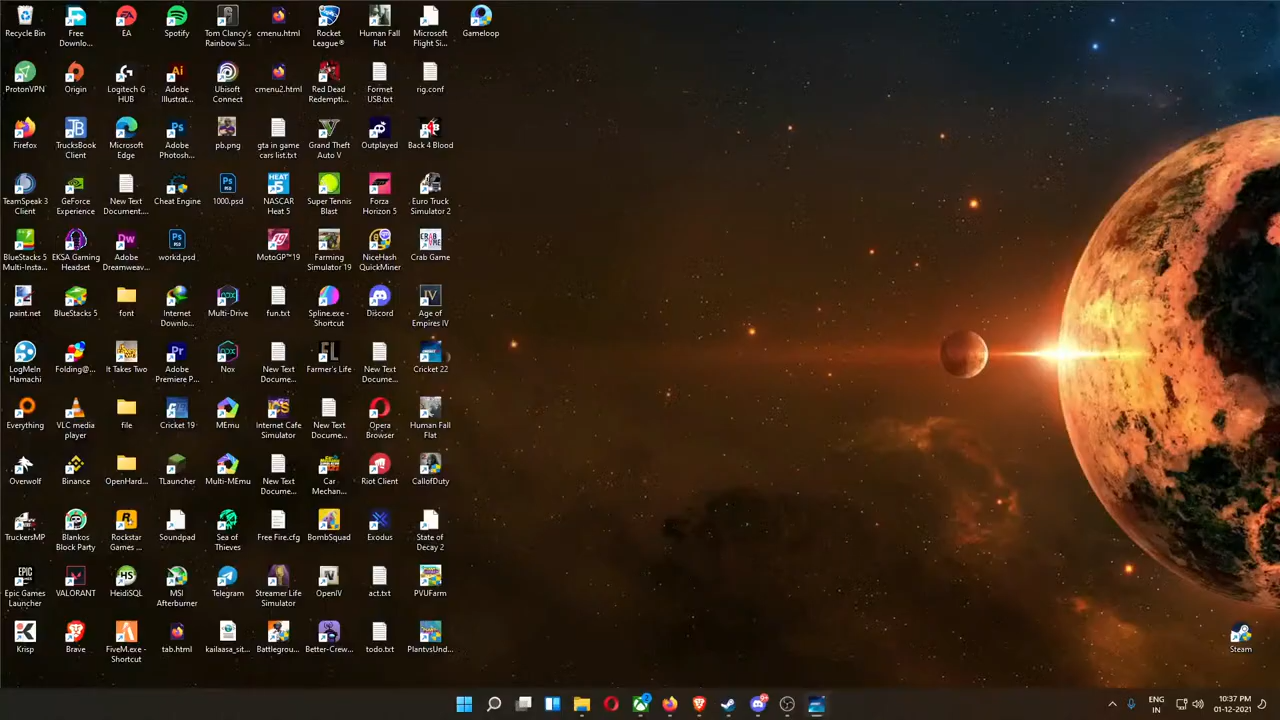 Recycle Bin
Free Downlo...
EA
Spotify
Tom Clancy's Rainbow Si...
cmenu.html
Rocket League®
Human Fall Flat
Microsoft Flight Si...
Gameloop
ProtonVPN
Origin
Logitech G HUB
Adobe Illustrat...
Ubisoft Connect
cmenu2.html
Red Dead Redempti...
Formet USB.txt
rig.conf
Firefox
TrucksBook Client
Microsoft Edge
Adobe Photosh...
pb.png
gta in game cars list.txt
Grand Theft Auto V
Outplayed
Back 4 Blood
TeamSpeak 3 Client
GeForce Experience
New Text Document....
Cheat Engine
1000.psd
NASCAR Heat 5
Super Tennis Blast
Forza Horizon 5
Euro Truck Simulator 2
BlueStacks 5 Multi-Insta...
EKSA Gaming Headset
Adobe Dreamweav...
workd.psd
MotoGP™19
Farming Simulator 19
NiceHash QuickMiner
Crab Game
paint.net
BlueStacks 5
font
Internet Downlo...
Multi-Drive
fun.txt
Spline.exe - Shortcut
Discord
Age of Empires IV
LogMeIn Hamachi
Folding@...
It Takes Two
Adobe Premiere P...
Nox
New Text Docume...
Farmer's Life
New Text Docume...
Cricket 22
Everything
VLC media player
file
Cricket 19
MEmu
Internet Cafe Simulator
New Text Docume...
Opera Browser
Human Fall Flat
Overwolf
Binance
OpenHard...
TLauncher
Multi-MEmu
New Text Docume...
Car Mechan...
Riot Client
CallofDuty
TruckersMP
Blankos Block Party
Rockstar Games ...
Soundpad
Sea of Thieves
Free Fire.cfg
BombSquad
Exodus
State of Decay 2
Epic Games Launcher
VALORANT
HeidiSQL
MSI Afterburner
Telegram
Streamer Life Simulator
OpenIV
act.txt
PVUFarm
Krisp
Brave
FiveM.exe - Shortcut
tab.html
kailaasa_sit...
Battlegrou...
Better-Crew...
todo.txt
PlantvsUnd...
Steam
ENG
IN
10:37 PM
01-12-2021